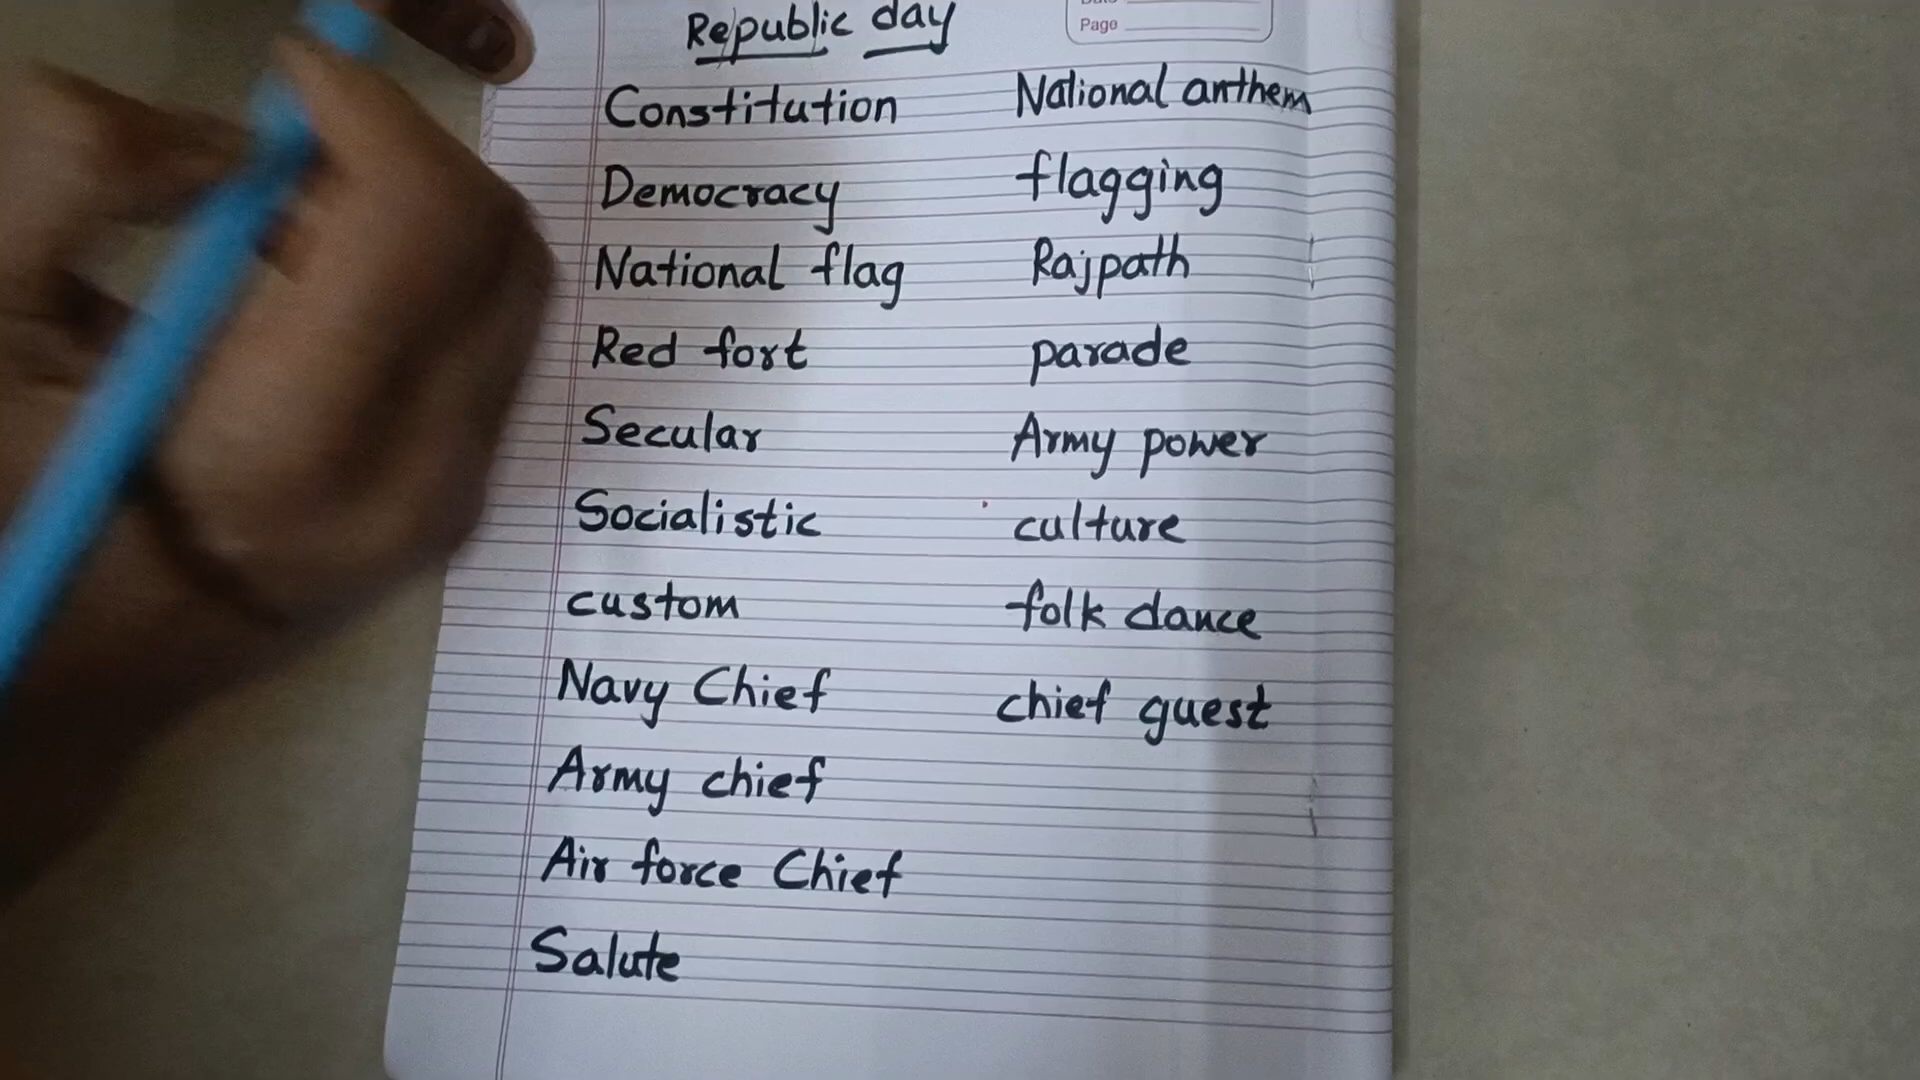 Republic day
Page
Constitution
Democracy
National flag
Red fort
Secular
Socialistic
custom
Navy Chief
Army chief
Air force Chief
Salute
National anthem
flagging
Rajpath
parade
Army power
culture
folk dance
chief guest